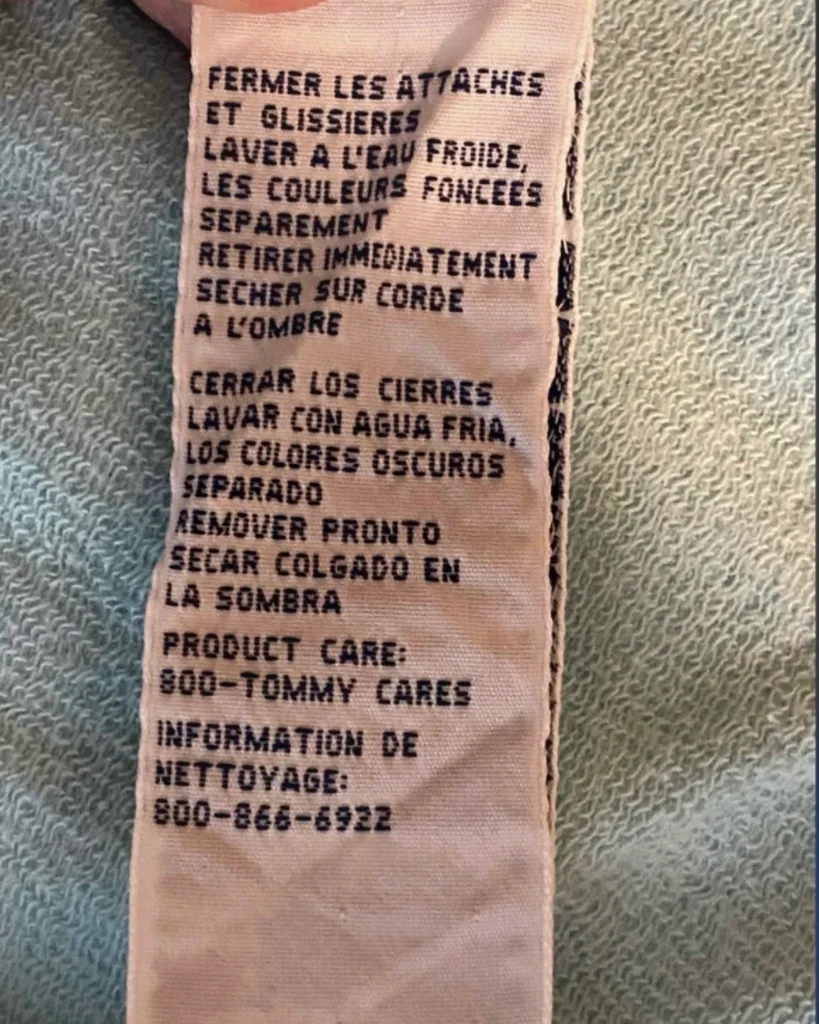 FERMER LES ATTACHES
ET GLISSIERES
LAVER A L'EAU FROIDE,
LES COULEURS FONCEES
SEPAREMENT
RETIRER IMMEDIATEMENT
SECHER SUR CORDE
A L'OMBRE
CERRAR LOS CIERRES
LAVAR CON AGUA FRIA,
LOS COLORES OSCUROS
SEPARADO
REMOVER PRONTO
SECAR COLGADO EN
LA SOMBRA
PRODUCT CARE:
800-TOMMY CARES
INFORMATION DE
NETTOYAGE:
800-866-6922